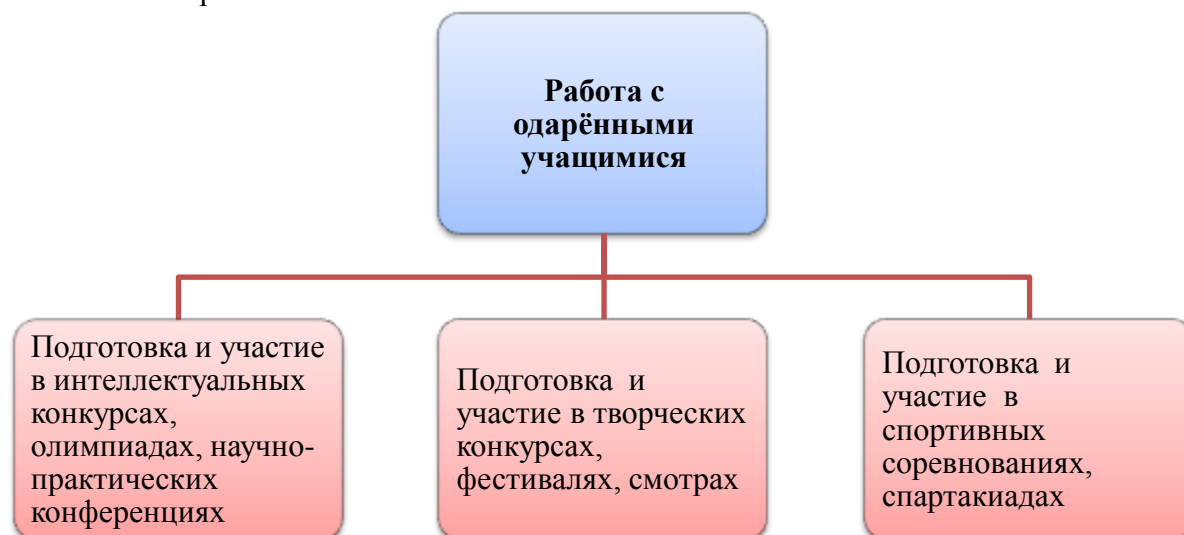 Работа с
одарёнными
учащимися
Подготовка и участие
в интеллектуальных
конкурсах,
олимпиадах, научно-
практических
конференциях
Подготовка и
участие в творческих
конкурсах,
фестивалях, смотрах
Подготовка и
участие в
спортивных
соревнованиях,
спартакиадах